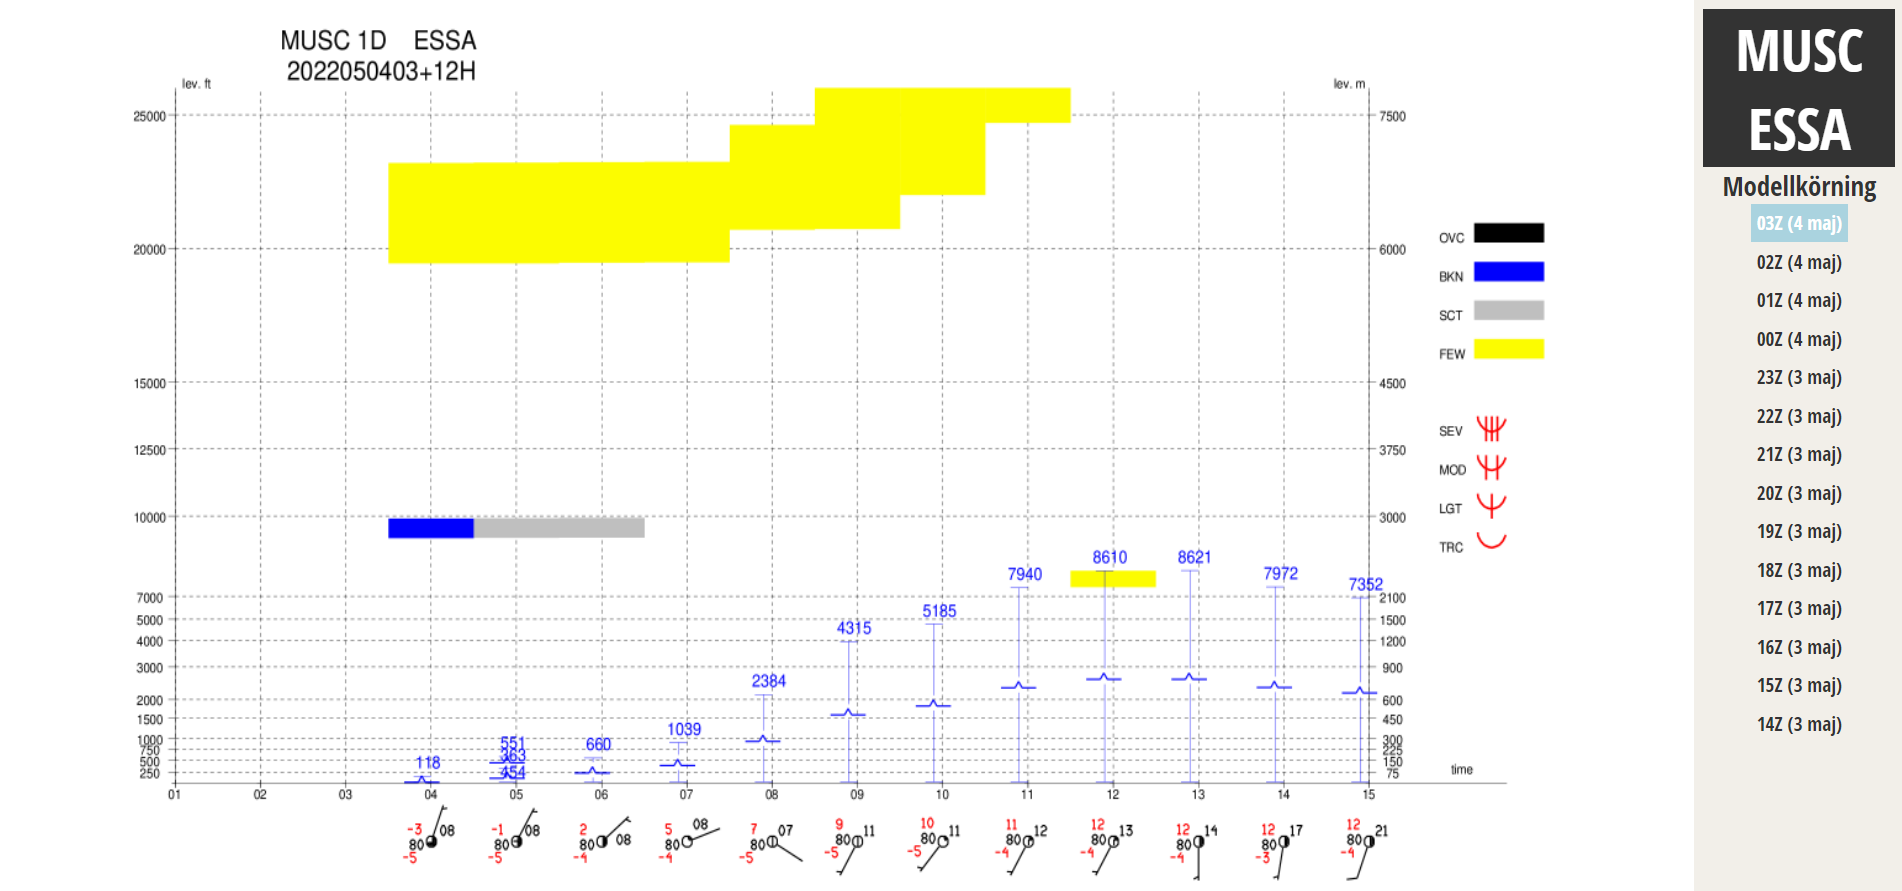 MUSC 1D ESSA
2022050403+12H
lev. ft
lev. m
25000
7500
20000
6000
15000
4500
12500
3750
10000
3000
7000
2100
5000
1500
4000
1200
3000
900
2000
600
1500
450
1000
300
750
225
500
150
250
75
118
551
363
454
660
1039
2384
4315
5185
7940
8610
8621
7972
7352
time
01 02 03 04 05 06 07 08 09 10 11 12 13 14 15
-3 08
80
-5
-1 08
80
-5
2
80 08
-4
5 08
80
-4
7 07
80
-5
9 11
80
-5
10 11
80
-5
11 12
80
-4
12 13
80
-4
12 14
80
-4
12 17
80
-3
12 21
80
-4
OVC
BKN
SCT
FEW
SEV
MOD
LGT
TRC
MUSC
ESSA
Modellkörning
03Z (4 maj)
02Z (4 maj)
01Z (4 maj)
00Z (4 maj)
23Z (3 maj)
22Z (3 maj)
21Z (3 maj)
20Z (3 maj)
19Z (3 maj)
18Z (3 maj)
17Z (3 maj)
16Z (3 maj)
15Z (3 maj)
14Z (3 maj)